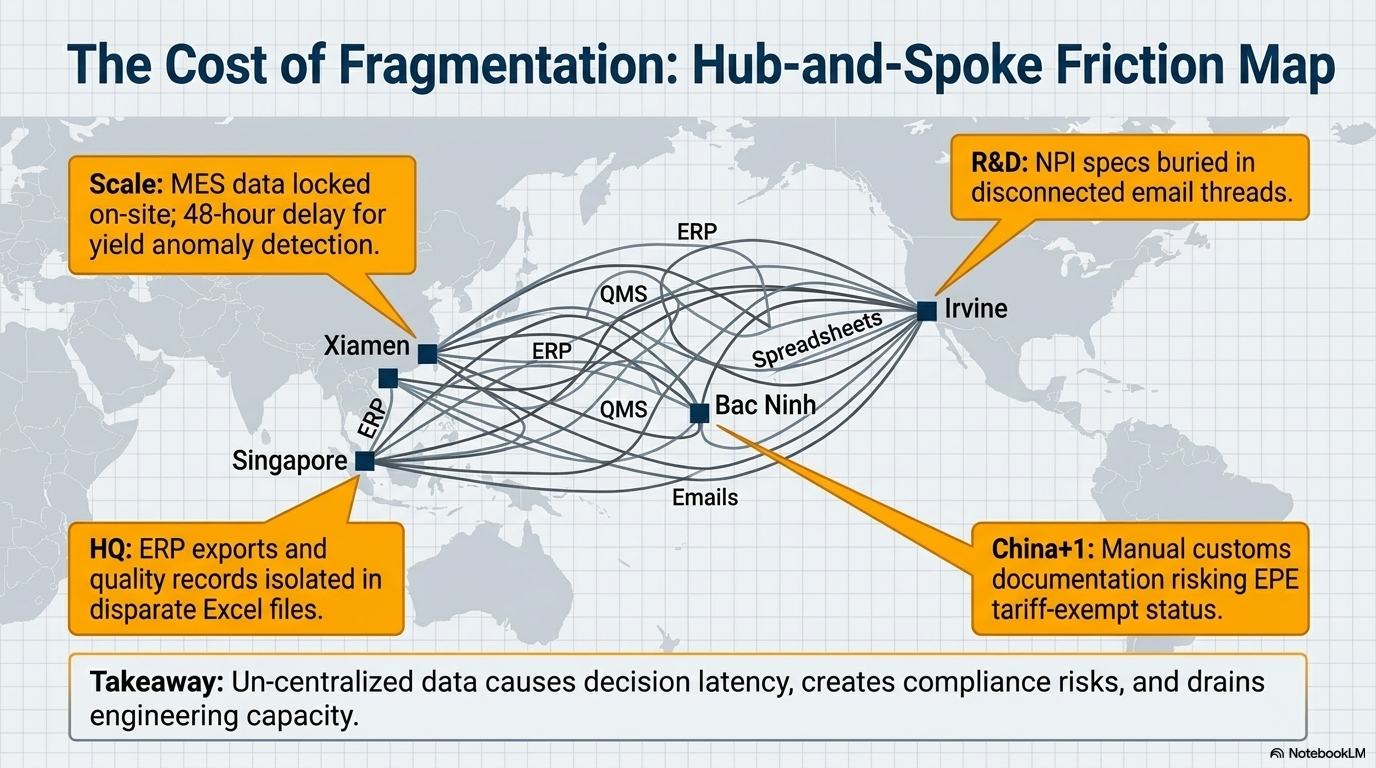 The Cost of Fragmentation: Hub-and-Spoke Friction Map
Scale: MES data locked
on-site; 48-hour delay for
yield anomaly detection.
R&D: NPI specs buried in
disconnected email threads.
ERP
QMS
Irvine
Spreadsheets
Xiamen
ERP
Bac Ninh
QMS
ERP
Singapore
Emails
HQ: ERP exports and
quality records isolated in
disparate Excel files.
China+1: Manual customs
documentation risking EPE
tariff-exempt status.
Takeaway: Un-centralized data causes decision latency, creates compliance risks, and drains
engineering capacity.
NotebookLM